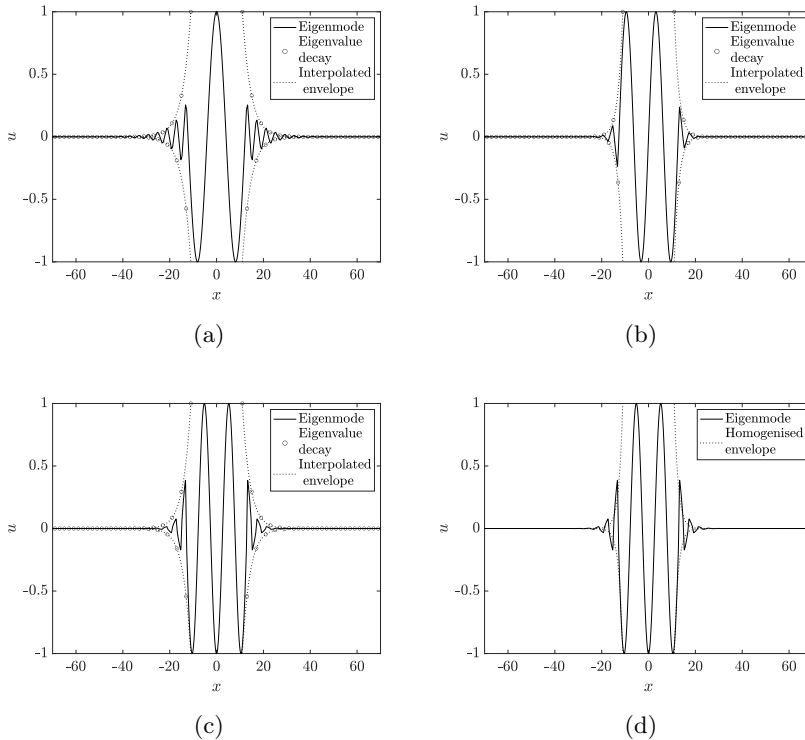 1
0.5
0
-0.5
-1
u
-60 -40 -20 0 20 40 60
x
Eigenmode
Eigenvalue
decay
Interpolated
envelope
(a)
1
0.5
0
-0.5
-1
u
-60 -40 -20 0 20 40 60
x
Eigenmode
Eigenvalue
decay
Interpolated
envelope
(b)
1
0.5
0
-0.5
-1
u
-60 -40 -20 0 20 40 60
x
Eigenmode
Eigenvalue
decay
Interpolated
envelope
(c)
1
0.5
0
-0.5
-1
u
-60 -40 -20 0 20 40 60
x
Eigenmode
Homogenised
envelope
(d)